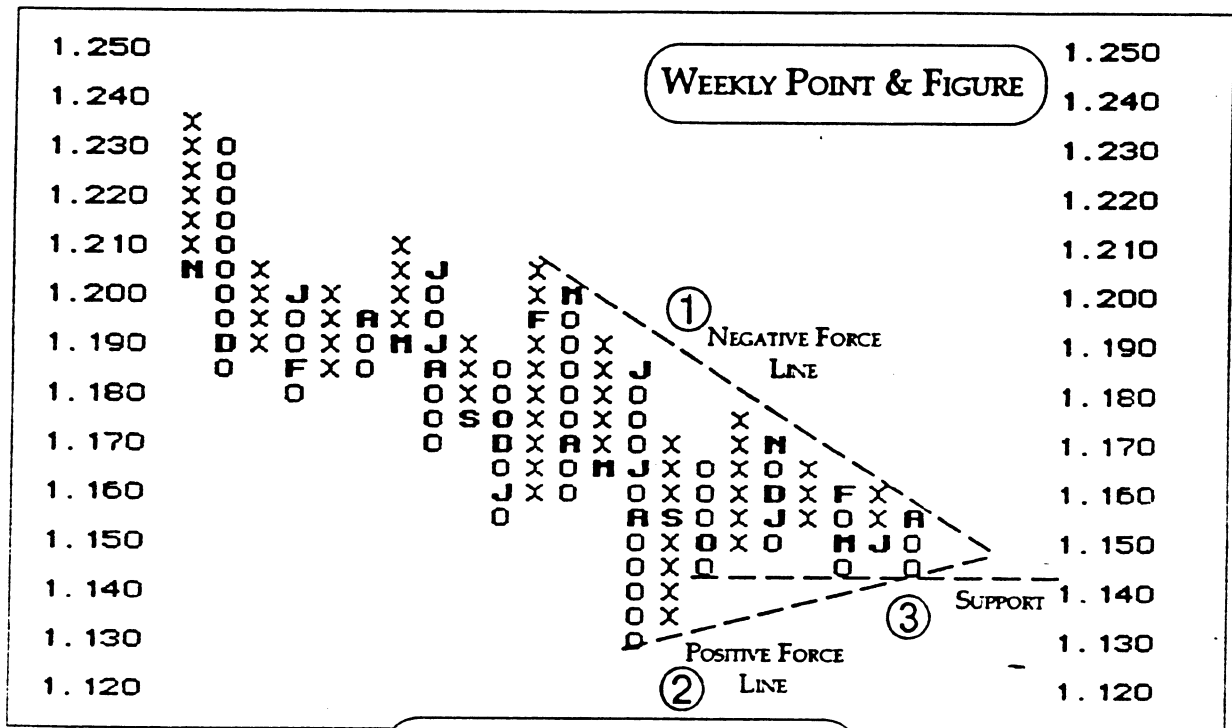 1.250 WEEKLY POINT & FIGURE 1.250
1.240 1.240
X
1.230 X O 1.230
X O
1.220 X O 1.220
X O
1.210 X O X 1.210
N O X X J X
1.200 O X J X X O X M 1.200
O X O X A X O F O ①
1.190 D X O X O M J X X O X NEGATIVE FORCE 1.190
O F X O A X O X O X J LINE
1.180 O O X O X O X O 1.180
O S O X O X O X
1.170 O D X A X O X X N 1.170
O X O M J X O X O X
1.160 J X O O X O X D X F X 1.160
O A S O X J X O X A
1.150 O X O X O M J O 1.150
O X O O O
1.140 O X SUPPORT 1.140
O X ③
1.130 O POSITIVE FORCE 1.130
1.120 ② LINE 1.120